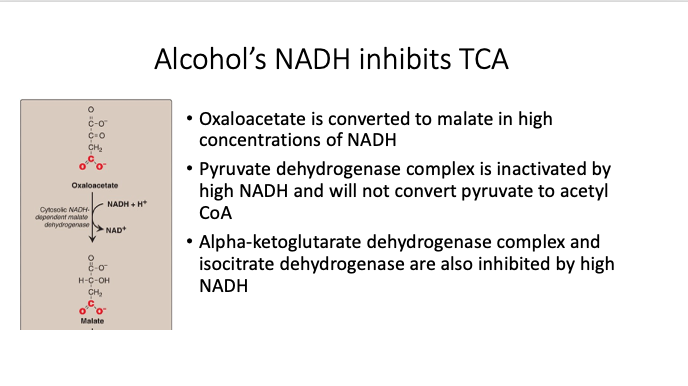 Alcohol's NADH inhibits TCA
O
C-O⁻
C=O
CH₂
C
O O⁻
Oxaloacetate
Cytosolic NADH-
dependent malate
dehydrogenase
NADH + H⁺
NAD⁺
O
C-O⁻
H-C-OH
CH₂
C
O O⁻
Malate
• Oxaloacetate is converted to malate in high
concentrations of NADH
• Pyruvate dehydrogenase complex is inactivated by
high NADH and will not convert pyruvate to acetyl
CoA
• Alpha-ketoglutarate dehydrogenase complex and
isocitrate dehydrogenase are also inhibited by high
NADH